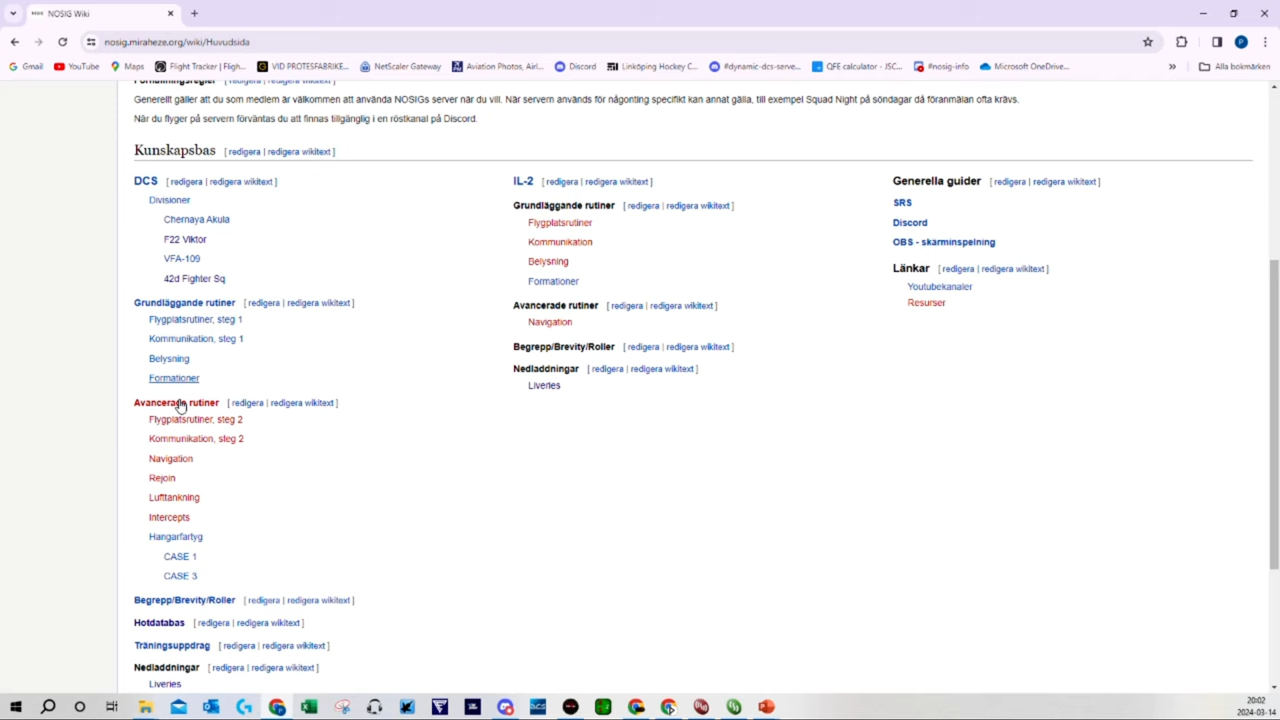 NOSIG Wiki
nosig.miraheze.org/wiki/Huvudsida
Gmail YouTube Maps Flight Tracker | Fligh... VID PROTESFABRIKE... NetScaler Gateway Aviation Photos, Airl... Discord Linköping Hockey C... #dynamic-dcs-serve... QFE calculator - JSC... #nosig-info Microsoft OneDrive... » Alla bokmärken
Förhållningsregler [ redigera | redigera wikitext ]
Generellt gäller att du som medlem är välkommen att använda NOSIGs server när du vill. När servern används för någonting specifikt kan annat gälla, till exempel Squad Night på söndagar då föranmälan ofta krävs.
När du flyger på servern förväntas du att finnas tillgänglig i en röstkanal på Discord.
Kunskapsbas [ redigera | redigera wikitext ]
DCS [ redigera | redigera wikitext ]
Divisioner
Chernaya Akula
F22 Viktor
VFA-109
42d Fighter Sq
Grundläggande rutiner [ redigera | redigera wikitext ]
Flygplatsrutiner, steg 1
Kommunikation, steg 1
Belysning
Formationer
Avancerade rutiner [ redigera | redigera wikitext ]
Flygplatsrutiner, steg 2
Kommunikation, steg 2
Navigation
Rejoin
Lufttankning
Intercepts
Hangarfartyg
CASE 1
CASE 3
Begrepp/Brevity/Roller [ redigera | redigera wikitext ]
Hotdatabas [ redigera | redigera wikitext ]
Träningsuppdrag [ redigera | redigera wikitext ]
Nedladdningar [ redigera | redigera wikitext ]
Liveries
IL-2 [ redigera | redigera wikitext ]
Grundläggande rutiner [ redigera | redigera wikitext ]
Flygplatsrutiner
Kommunikation
Belysning
Formationer
Avancerade rutiner [ redigera | redigera wikitext ]
Navigation
Begrepp/Brevity/Roller [ redigera | redigera wikitext ]
Nedladdningar [ redigera | redigera wikitext ]
Liveries
Generella guider [ redigera | redigera wikitext ]
SRS
Discord
OBS - skärminspelning
Länkar [ redigera | redigera wikitext ]
Youtubekanaler
Resurser
20:02
2024-03-14